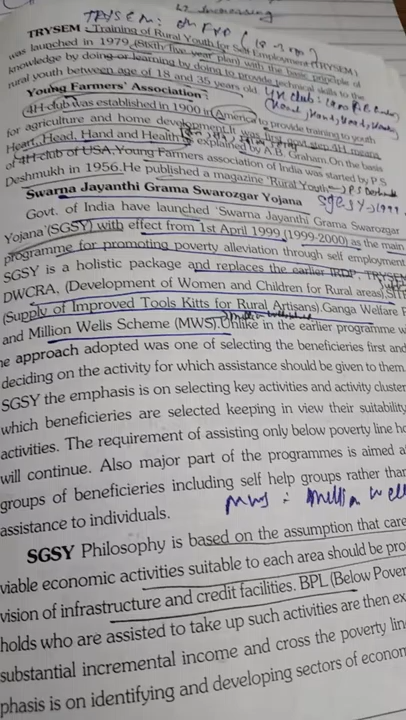 Increasing
TRYSEM :
TRYSEM : Training of Rural Youth for Self Employment (TRYSEM)
was launched in 1979 (Sixth five year plan) with the basic principle of
knowledge by doing or learning by doing to provide technical skills to the
rural youth between age of 18 and 35 years old.
Young Farmers' Association :
4H-club was established in 1900 in America to provide training to youth
for agriculture and home development. It was first step 4H means
Heart, Head, Hand and Health explained by A.B. Graham. On the basis
of 4H-club of USA, Young Farmers association of India was started by P.S.
Deshmukh in 1956. He published a magazine 'Rural Youth'
Swarna Jayanthi Grama Swarozgar Yojana
SGSY → 1999
Govt. of India have launched 'Swarna Jayanthi Grama Swarozgar
Yojana' (SGSY) with effect from 1st April 1999 (1999-2000) as the main
programme for promoting poverty alleviation through self employment
SGSY is a holistic package and replaces the earlier IRDP, TRYSEM
DWCRA, (Development of Women and Children for Rural areas)
(Supply of Improved Tools Kitts for Rural Artisans) Ganga Welfare
and Million Wells Scheme (MWS). Unlike in the earlier programme
approach adopted was one of selecting the beneficieries first and
deciding on the activity for which assistance should be given to them.
SGSY the emphasis is on selecting key activities and activity cluster
which beneficieries are selected keeping in view their suitability
activities. The requirement of assisting only below poverty line
will continue. Also major part of the programmes is aimed
groups of beneficieries including self help groups rather than
assistance to individuals.
MWS : Million Well
SGSY Philosophy is based on the assumption that care
viable economic activities suitable to each area should be pro
vision of infrastructure and credit facilities. BPL (Below Pover
holds who are assisted to take up such activities are then ex
substantial incremental income and cross the poverty lin
phasis is on identifying and developing sectors of econom